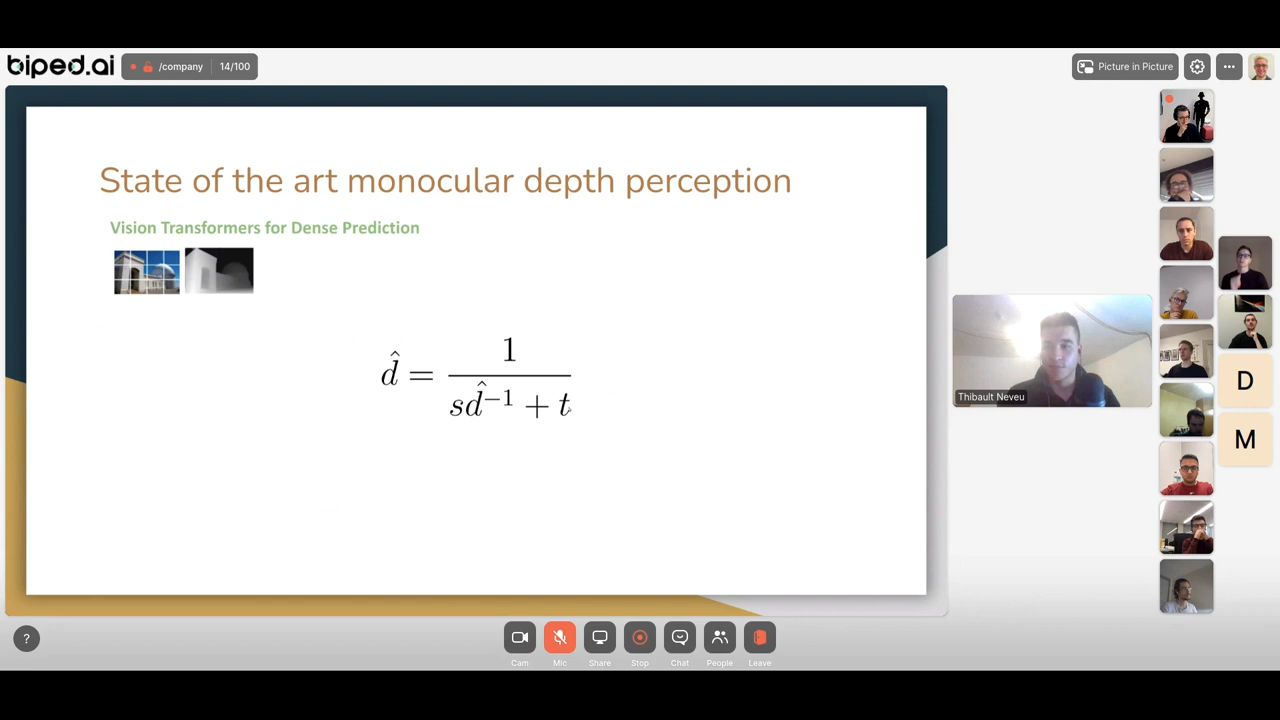 biped.ai
/company
14/100
Picture in Picture
State of the art monocular depth perception
Vision Transformers for Dense Prediction
d̂ = 1 / (sd̂⁻¹ + t)
Thibault Neveu
D
M
?
Cam
Mic
Share
Stop
Chat
People
Leave